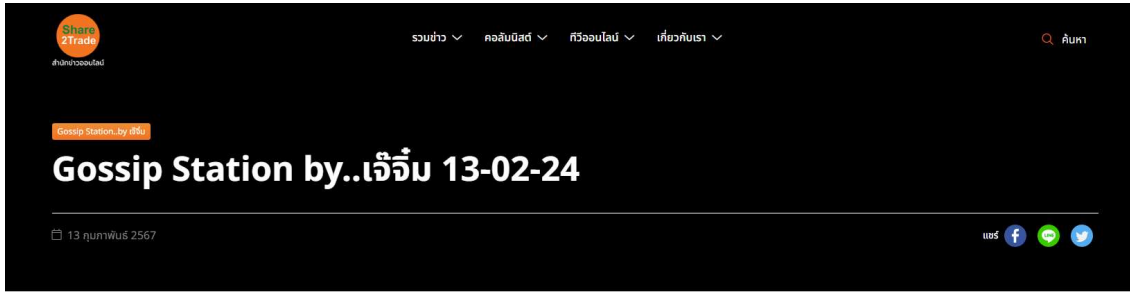 Share
2Trade
สำนักข่าวออนไลน์
รวมข่าว คอลัมนิสต์ ทีวีออนไลน์ เกี่ยวกับเรา ค้นหา
Gossip Station..by เจ๊จิ๋ม
Gossip Station by..เจ๊จิ๋ม 13-02-24
13 กุมภาพันธ์ 2567 แชร์
LINE